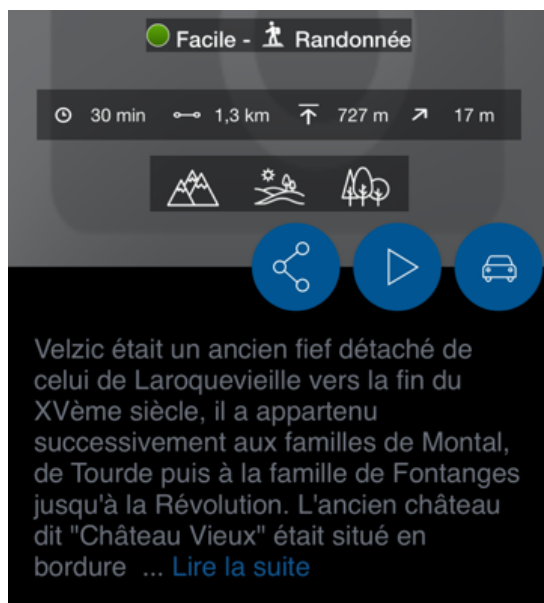 Facile - Randonnée
30 min 1,3 km 727 m 17 m
Velzic était un ancien fief détaché de
celui de Laroquevieille vers la fin du
XVème siècle, il a appartenu
successivement aux familles de Montal,
de Tourde puis à la famille de Fontanges
jusqu'à la Révolution. L'ancien château
dit "Château Vieux" était situé en
bordure ... Lire la suite